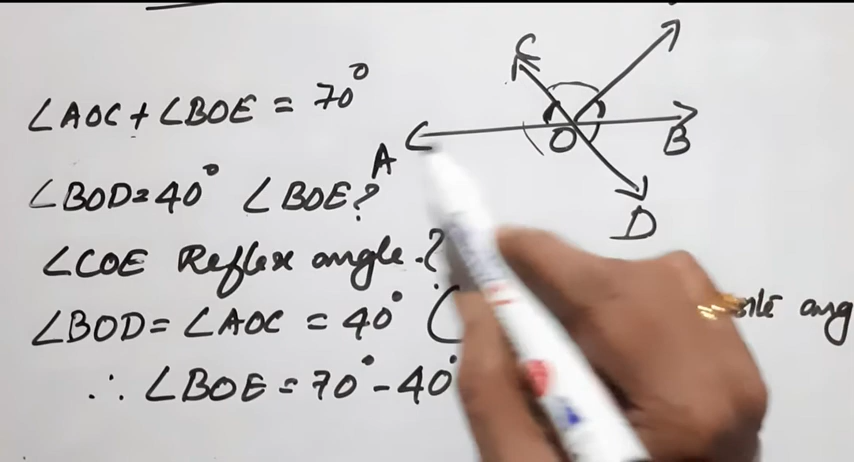 ∠AOC + ∠BOE = 70°
∠BOD = 40° ∠BOE?
∠COE Reflex angle.?
∠BOD = ∠AOC = 40° (
∴ ∠BOE = 70° - 40°
C
A
O
B
D